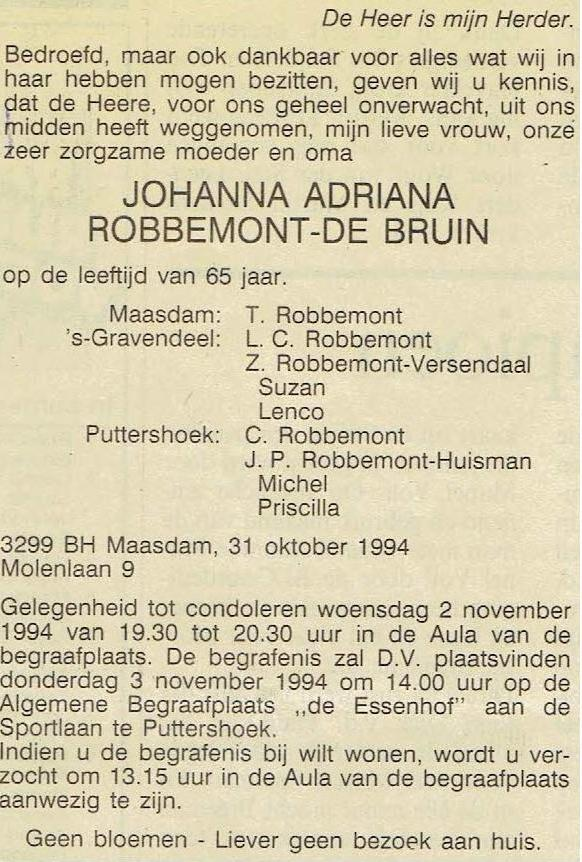 De Heer is mijn Herder.
Bedroefd, maar ook dankbaar voor alles wat wij in
haar hebben mogen bezitten, geven wij u kennis,
dat de Heere, voor ons geheel onverwacht, uit ons
midden heeft weggenomen, mijn lieve vrouw, onze
zeer zorgzame moeder en oma
JOHANNA ADRIANA
ROBBEMONT-DE BRUIN
op de leeftijd van 65 jaar.
Maasdam: T. Robbemont
's-Gravendeel: L. C. Robbemont
Z. Robbemont-Versendaal
Suzan
Lenco
Puttershoek: C. Robbemont
J. P. Robbemont-Huisman
Michel
Priscilla
3299 BH Maasdam, 31 oktober 1994
Molenlaan 9
Gelegenheid tot condoleren woensdag 2 november
1994 van 19.30 tot 20.30 uur in de Aula van de
begraafplaats. De begrafenis zal D.V. plaatsvinden
donderdag 3 november 1994 om 14.00 uur op de
Algemene Begraafplaats ,,de Essenhof" aan de
Sportlaan te Puttershoek.
Indien u de begrafenis bij wilt wonen, wordt u ver-
zocht om 13.15 uur in de Aula van de begraafplaats
aanwezig te zijn.
Geen bloemen - Liever geen bezoek aan huis.